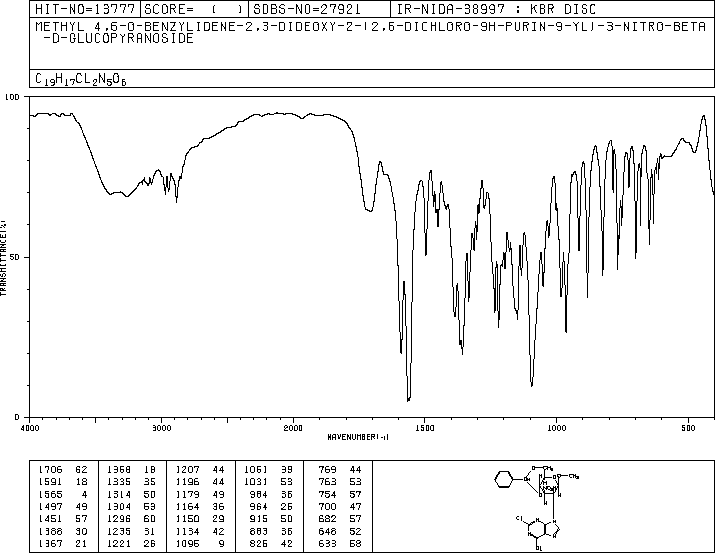 HIT-NO=13777 SCORE= ( ) SDBS-NO=27921 IR-NIDA-38997 : KBR DISC
METHYL 4,6-O-BENZYLIDENE-2,3-DIDEOXY-2-(2,6-DICHLORO-9H-PURIN-9-YL)-3-NITRO-BETA
-D-GLUCOPYRANOSIDE
C19H17CL2N5O6
100
50
0
TRANSMITTANCE(%)
4000 3000 2000 1500 1000 500
WAVENUMBER(-1)
1706 62 1358 18 1207 44 1051 39 769 44
1591 18 1335 35 1196 44 1031 53 763 53
1565 4 1314 50 1179 49 984 36 754 57
1497 49 1304 53 1164 36 964 26 700 47
1451 57 1296 60 1150 29 915 50 682 57
1388 30 1235 31 1134 42 883 36 648 52
1367 21 1221 26 1095 9 826 42 633 58